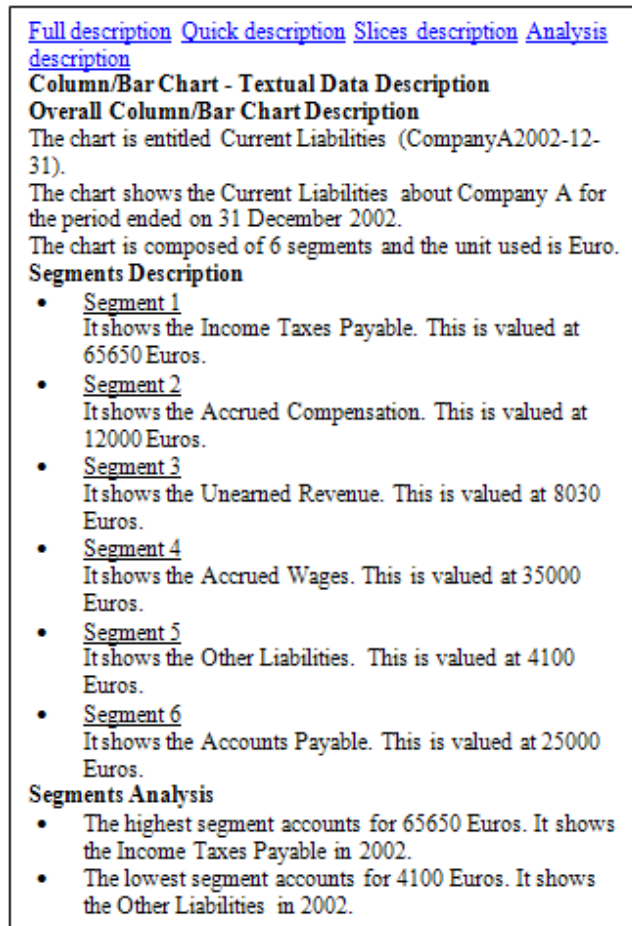 Full description Quick description Slices description Analysis
description
Column/Bar Chart - Textual Data Description
Overall Column/Bar Chart Description
The chart is entitled Current Liabilities (CompanyA2002-12-
31).
The chart shows the Current Liabilities about Company A for
the period ended on 31 December 2002.
The chart is composed of 6 segments and the unit used is Euro.
Segments Description
• Segment 1
It shows the Income Taxes Payable. This is valued at
65650 Euros.
• Segment 2
It shows the Accrued Compensation. This is valued at
12000 Euros.
• Segment 3
It shows the Unearned Revenue. This is valued at 8030
Euros.
• Segment 4
It shows the Accrued Wages. This is valued at 35000
Euros.
• Segment 5
It shows the Other Liabilities. This is valued at 4100
Euros.
• Segment 6
It shows the Accounts Payable. This is valued at 25000
Euros.
Segments Analysis
• The highest segment accounts for 65650 Euros. It shows
the Income Taxes Payable in 2002.
• The lowest segment accounts for 4100 Euros. It shows
the Other Liabilities in 2002.